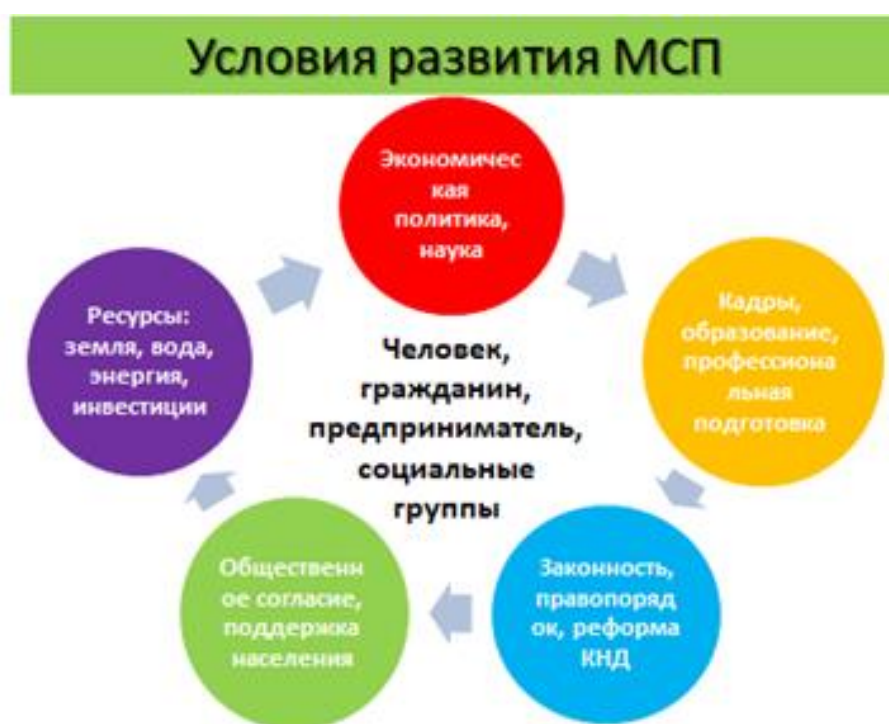 Условия развития МСП
Экономичес
кая
политика,
наука
Кадры,
образование,
профессиона
льная
подготовка
Законность,
правопоряд
ок, реформа
КНД
Общественн
ое согласие,
поддержка
населения
Ресурсы:
земля, вода,
энергия,
инвестиции
Человек,
гражданин,
предприниматель,
социальные
группы